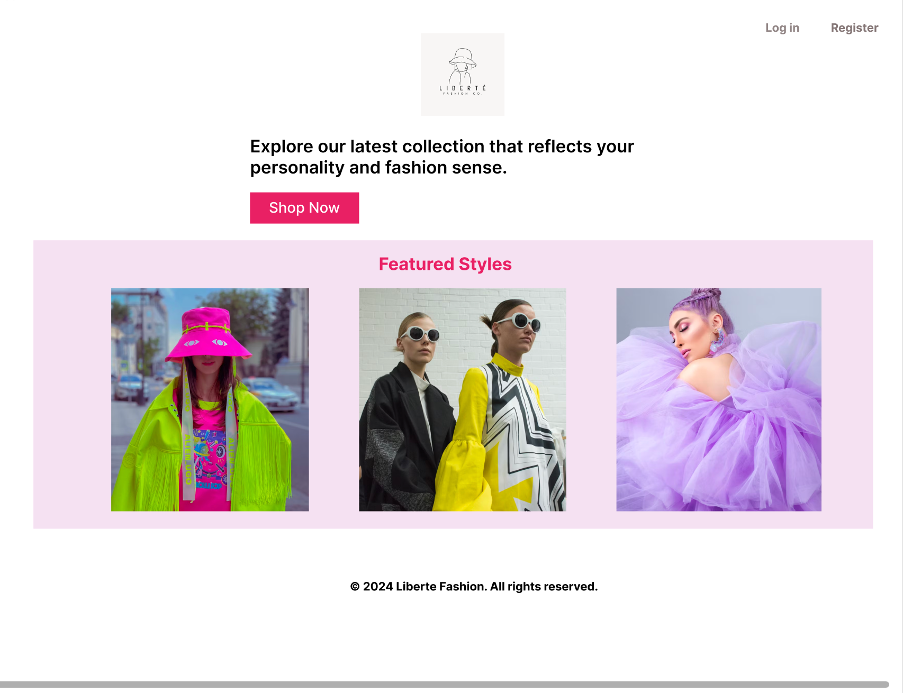 Log in Register
LIBERTÉ
FASHION CO
Explore our latest collection that reflects your
personality and fashion sense.
Shop Now
Featured Styles
© 2024 Liberte Fashion. All rights reserved.